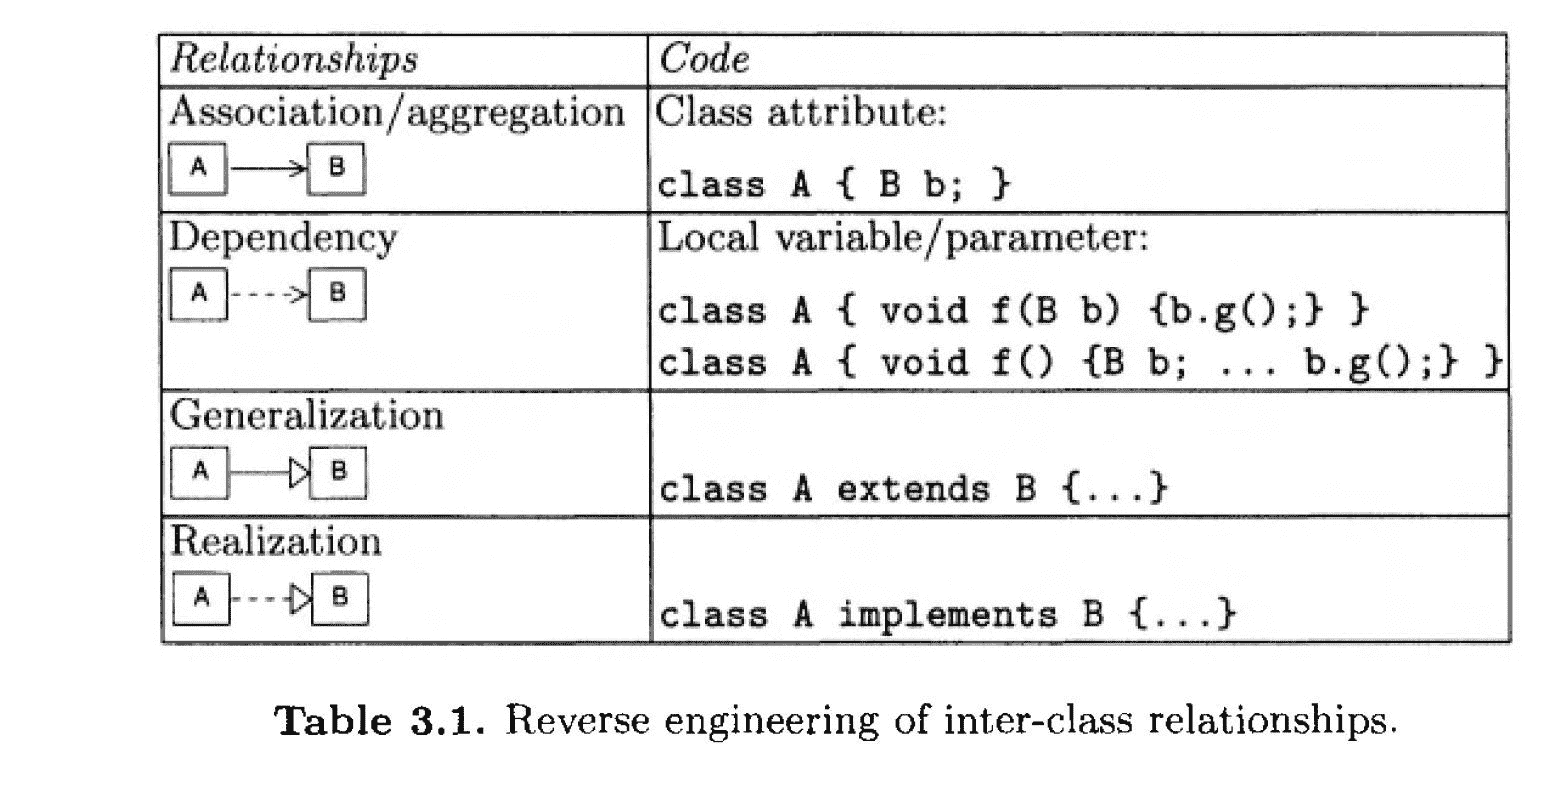 Relationships Code
Association/aggregation Class attribute:
A B
class A { B b; }
Dependency Local variable/parameter:
A B
class A { void f(B b) {b.g();} }
class A { void f() {B b; ... b.g();} }
Generalization
A B
class A extends B {...}
Realization
A B
class A implements B {...}
Table 3.1. Reverse engineering of inter-class relationships.